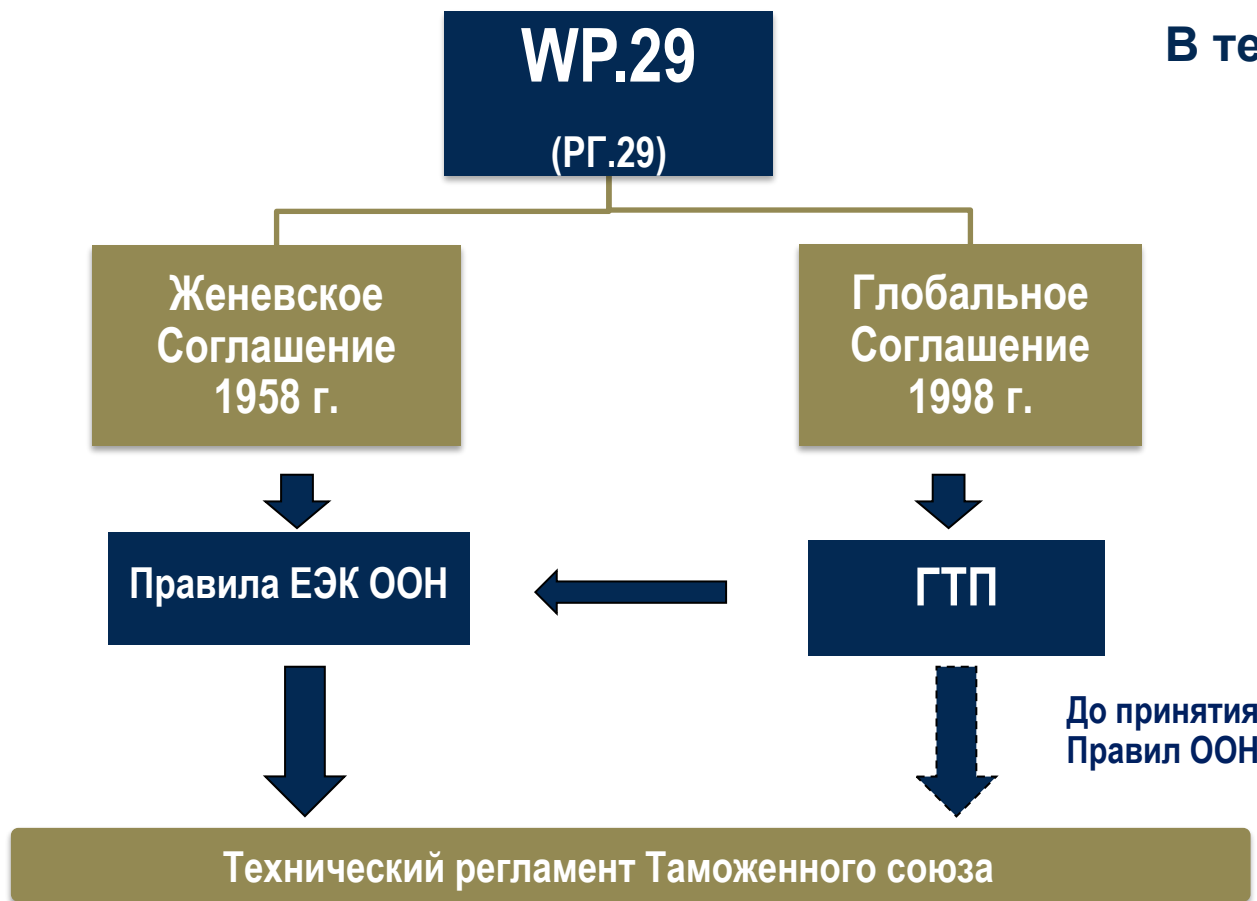 WP.29
(РГ.29)
В те
Женевское
Соглашение
1958 г.
Глобальное
Соглашение
1998 г.
Правила ЕЭК ООН
ГТП
До принятия
Правил ООН
Технический регламент Таможенного союза